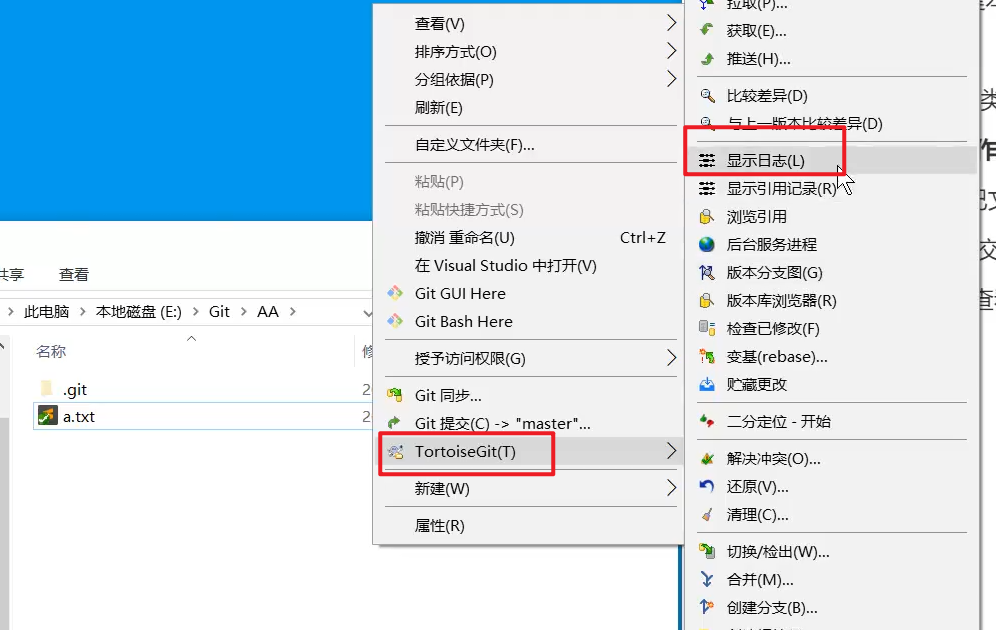 共享
查看
此电脑
本地磁盘 (E:)
Git
AA
名称
修
.git
2
a.txt
2
查看(V)
排序方式(O)
分组依据(P)
刷新(E)
自定义文件夹(F)...
粘贴(P)
粘贴快捷方式(S)
撤消 重命名(U) Ctrl+Z
在 Visual Studio 中打开(V)
Git GUI Here
Git Bash Here
授予访问权限(G)
Git 同步...
Git 提交(C) -> "master"...
TortoiseGit(T)
新建(W)
属性(R)
拉取(P)...
获取(E)...
推送(H)...
比较差异(D)
与上一版本比较差异(D)
显示日志(L)
显示引用记录(R)
浏览引用
后台服务进程
版本分支图(G)
版本库浏览器(R)
检查已修改(F)
变基(rebase)...
贮藏更改
二分定位 - 开始
解决冲突(O)...
还原(V)...
清理(C)...
切换/检出(W)...
合并(M)...
创建分支(B)...
类
作
交